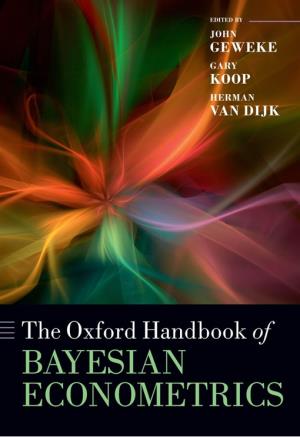 EDITED BY
JOHN
GEWEKE
GARY
KOOP
HERMAN
VAN DIJK
The Oxford Handbook of
BAYESIAN
ECONOMETRICS